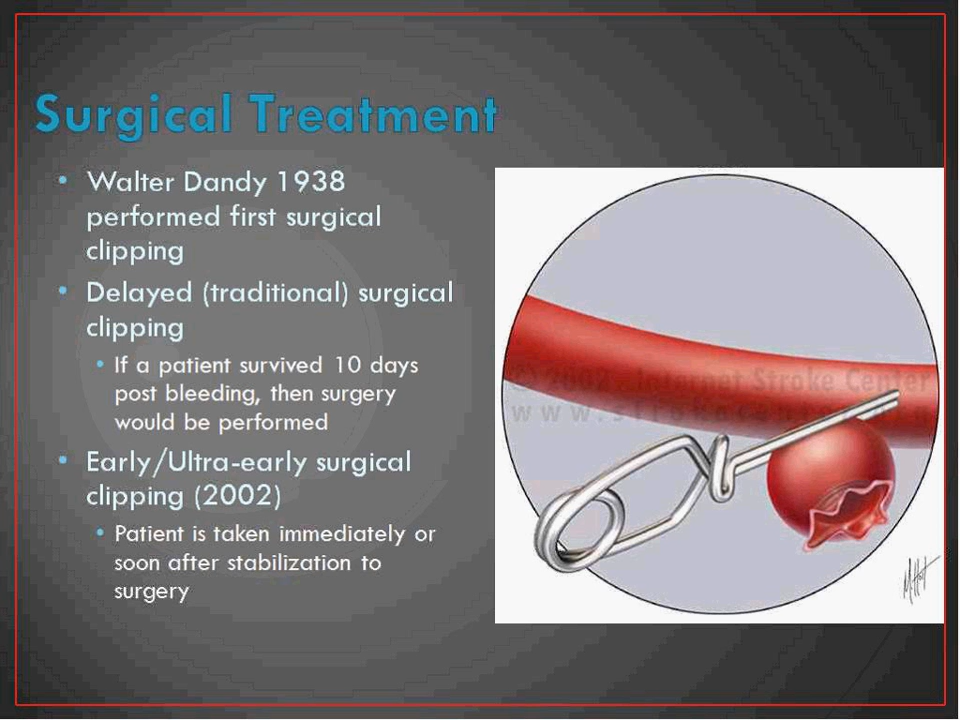 Surgical Treatment
• Walter Dandy 1938
performed first surgical
clipping
• Delayed (traditional) surgical
clipping
• If a patient survived 10 days
post bleeding, then surgery
would be performed
• Early/Ultra-early surgical
clipping (2002)
• Patient is taken immediately or
soon after stabilization to
surgery
© 2002 . Internet Stroke Center